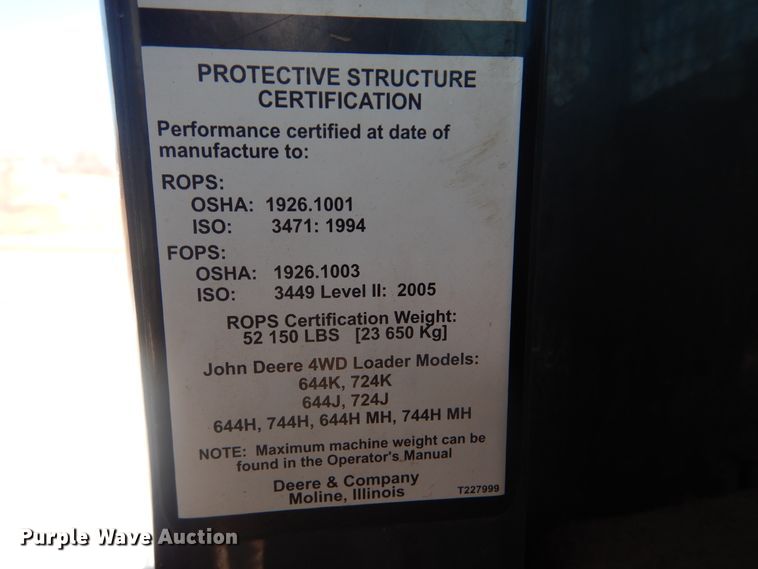 PROTECTIVE STRUCTURE
CERTIFICATION
Performance certified at date of
manufacture to:
ROPS:
OSHA: 1926.1001
ISO: 3471: 1994
FOPS:
OSHA: 1926.1003
ISO: 3449 Level II: 2005
ROPS Certification Weight:
52 150 LBS [23 650 Kg]
John Deere 4WD Loader Models:
644K, 724K
644J, 724J
644H, 744H, 644H MH, 744H MH
NOTE: Maximum machine weight can be
found in the Operator's Manual
Deere & Company
Moline, Illinois
T227999
Purple Wave Auction